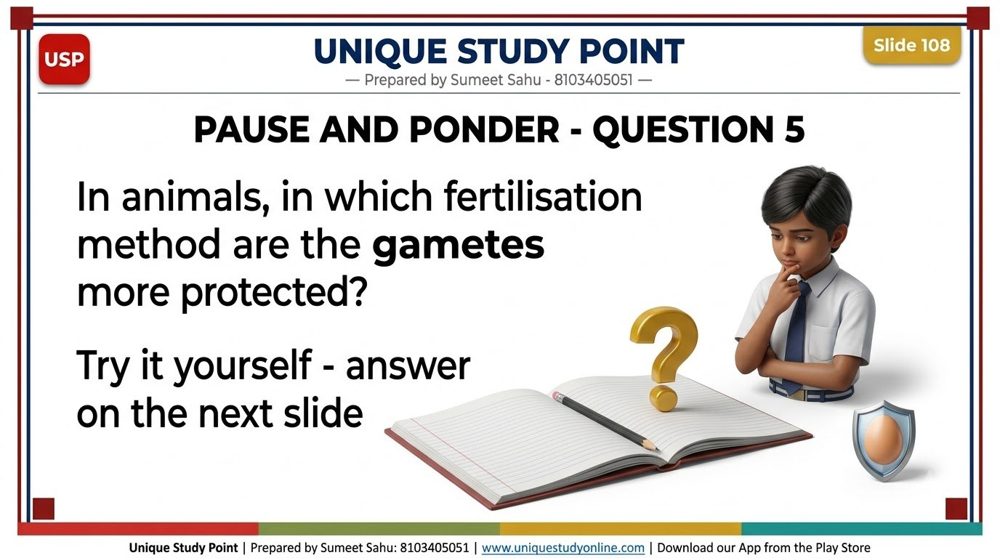 USP
UNIQUE STUDY POINT
— Prepared by Sumeet Sahu - 8103405051 —
Slide 108
PAUSE AND PONDER - QUESTION 5
In animals, in which fertilisation
method are the gametes
more protected?
Try it yourself - answer
on the next slide
Unique Study Point | Prepared by Sumeet Sahu: 8103405051 | www.uniquestudyonline.com | Download our App from the Play Store